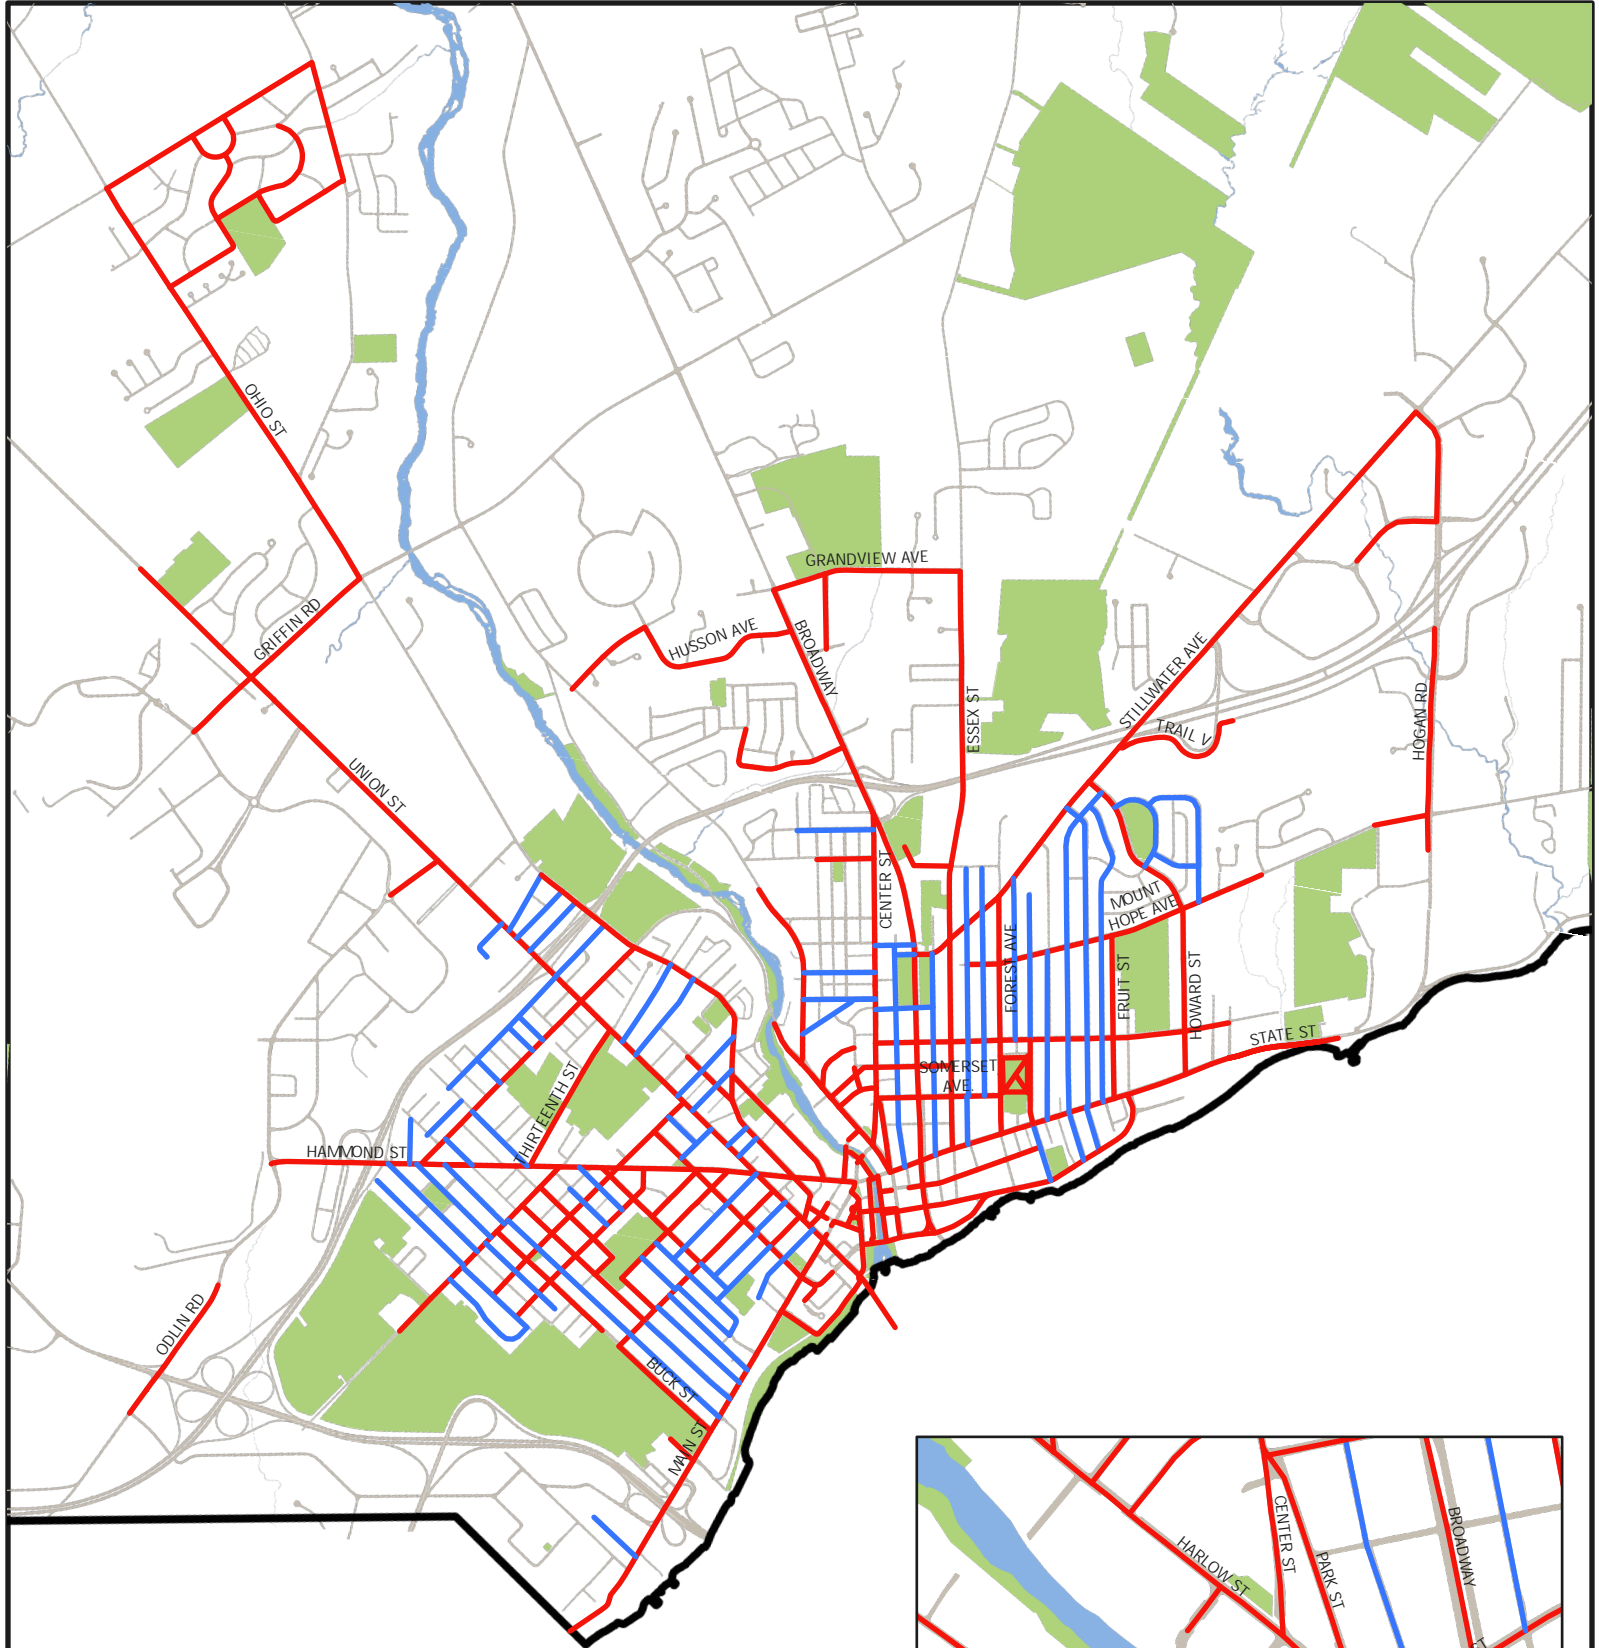 OHIO ST
GRANDVIEW AVE
GRIFFIN RD
HUSSON AVE
BROADWAY
STILLWATER AVE
ESSEX ST
TRAIL V
HOGAN RD
UNION ST
CENTER ST
MOUNT
HOPE AVE
FOREST AVE
FRUIT ST
HOWARD ST
STATE ST
SOMERSET
AVE.
THIRTEENTH ST
HAMMOND ST
ODLIN RD
BUCK ST
MAIN ST
CENTER ST
BROADWAY
HARLOW ST
PARK ST